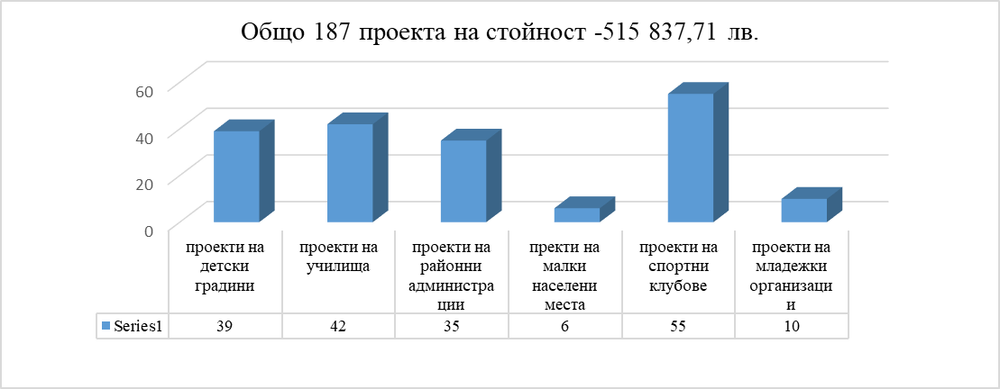 Общо 187 проекта на стойност -515 837,71 лв.
60
40
20
0
проекти на
детски
градини
проекти на
училища
проекти на
районни
администра
ции
пректи на
малки
населени
места
проекти на
спортни
клубове
проекти на
младежки
организаци
и
Series1 39 42 35 6 55 10